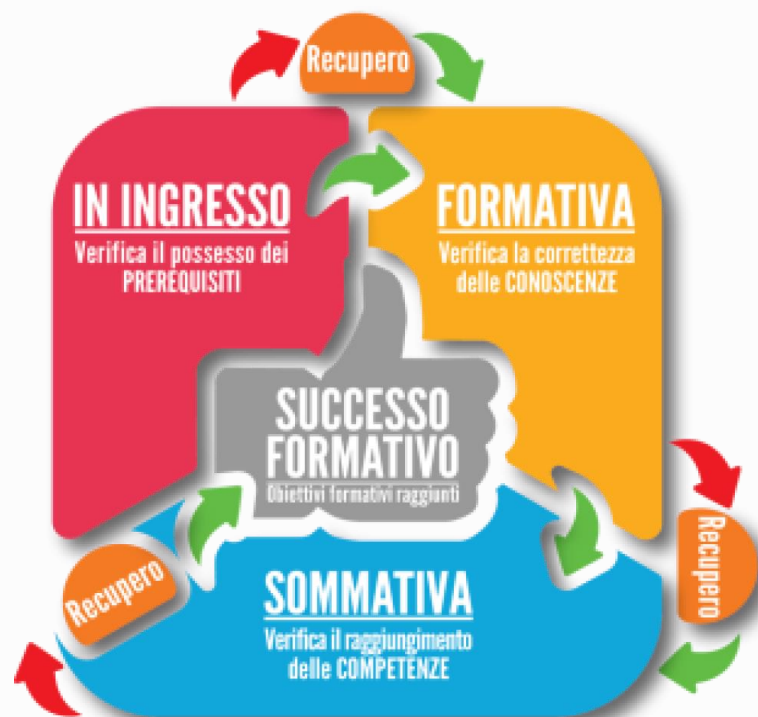 Recupero
IN INGRESSO
Verifica il possesso dei
PREREQUISITI
FORMATIVA
Verifica la correttezza
delle CONOSCENZE
SUCCESSO
FORMATIVO
Obiettivi formativi raggiunti
Recupero
Recupero
SOMMATIVA
Verifica il raggiungimento
delle COMPETENZE